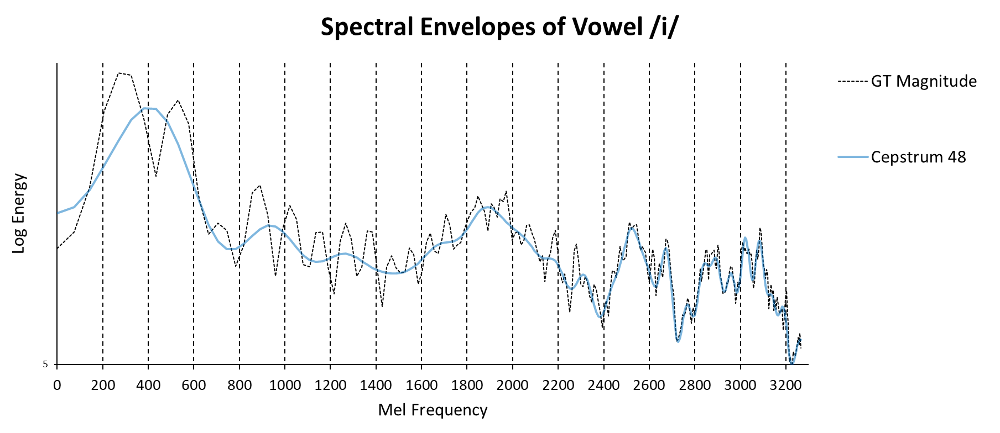 Spectral Envelopes of Vowel /i/
GT Magnitude
Cepstrum 48
Log Energy
5
0 200 400 600 800 1000 1200 1400 1600 1800 2000 2200 2400 2600 2800 3000 3200
Mel Frequency